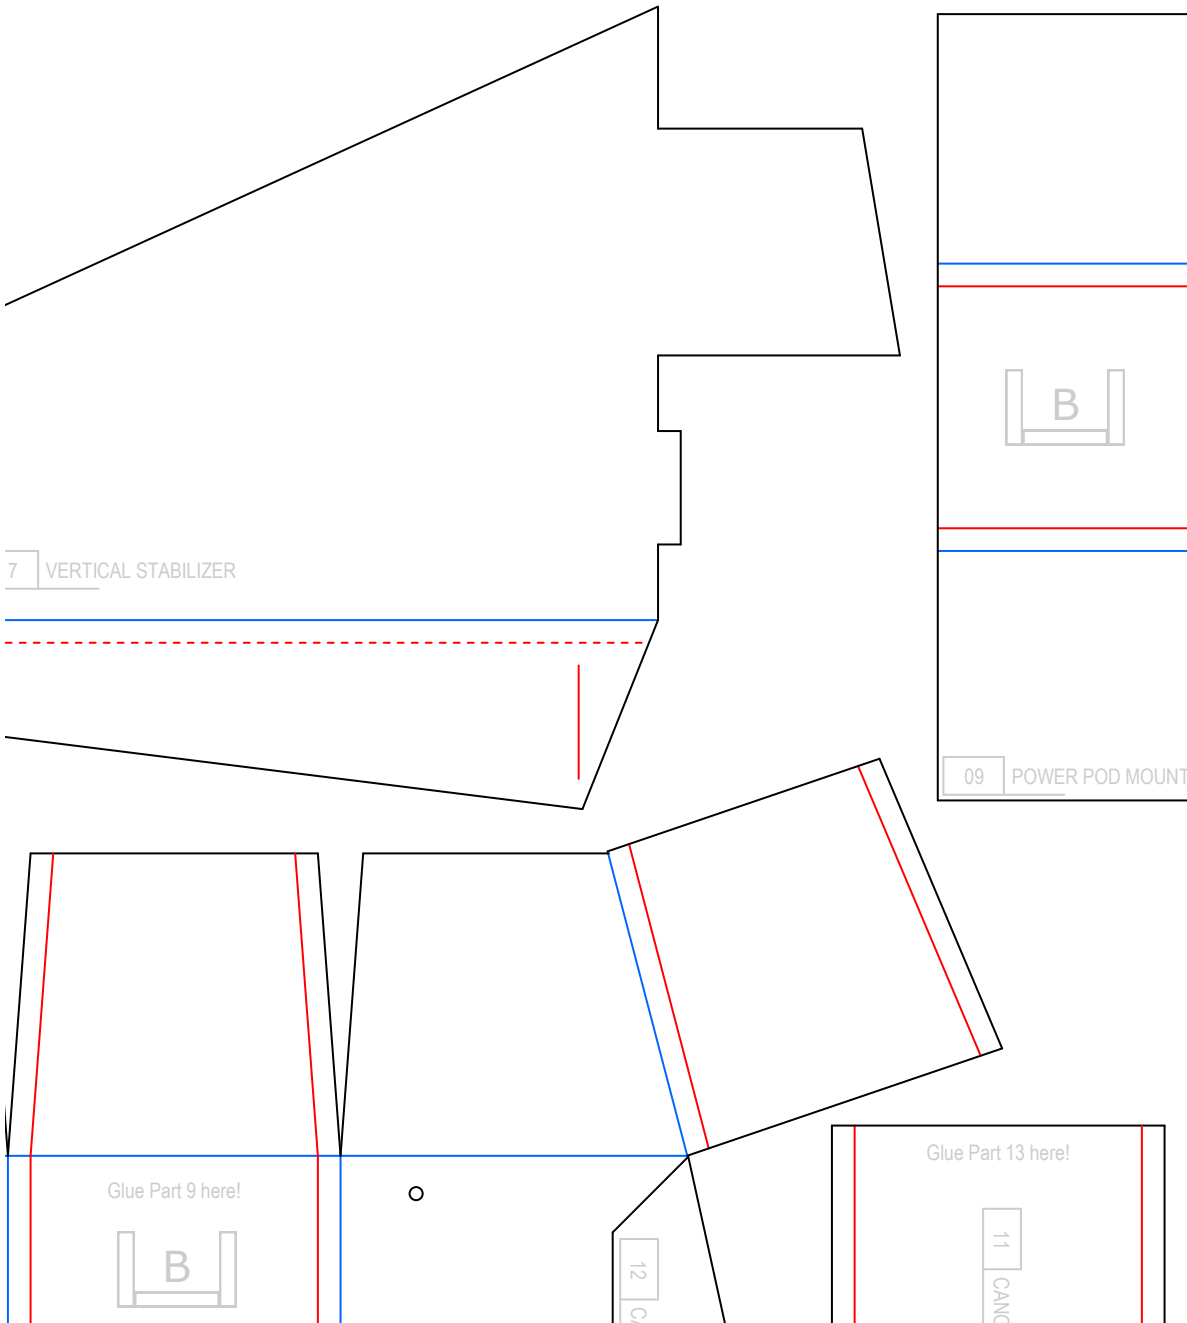 7 VERTICAL STABILIZER
B
09 POWER POD MOUNT
Glue Part 9 here!
B
Glue Part 13 here!
11
12